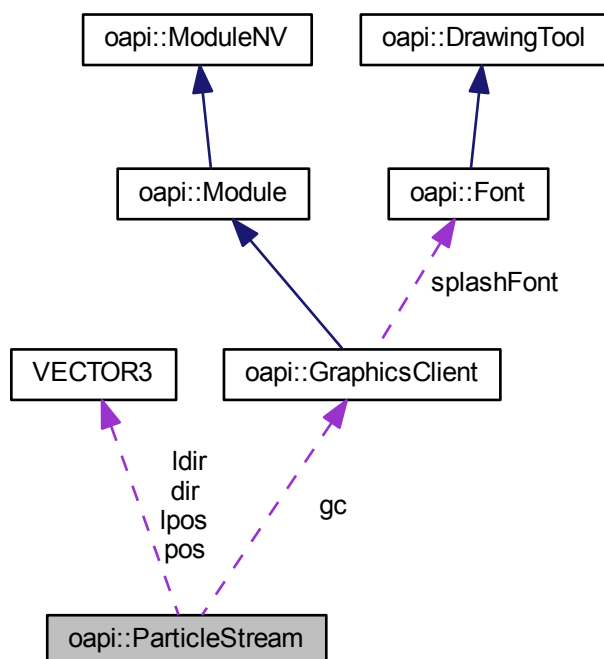 oapi::ModuleNV
oapi::DrawingTool
oapi::Module
oapi::Font
splashFont
VECTOR3
oapi::GraphicsClient
ldir
dir
lpos
pos
gc
oapi::ParticleStream